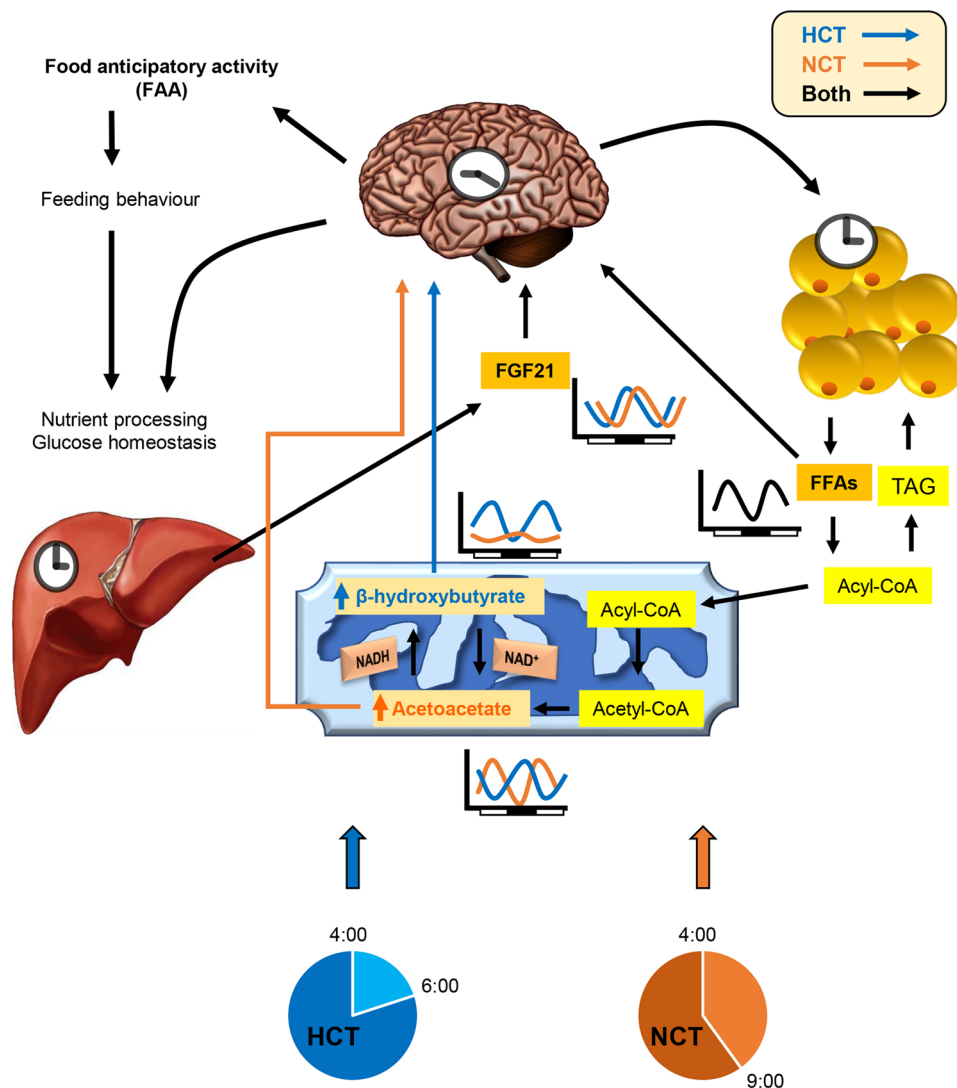 HCT
NCT
Both
Food anticipatory activity
(FAA)
Feeding behaviour
Nutrient processing
Glucose homeostasis
FGF21
FFAs
TAG
Acyl-CoA
β-hydroxybutyrate
Acyl-CoA
NADH
NAD⁺
Acetoacetate
Acetyl-CoA
4:00
6:00
HCT
4:00
9:00
NCT